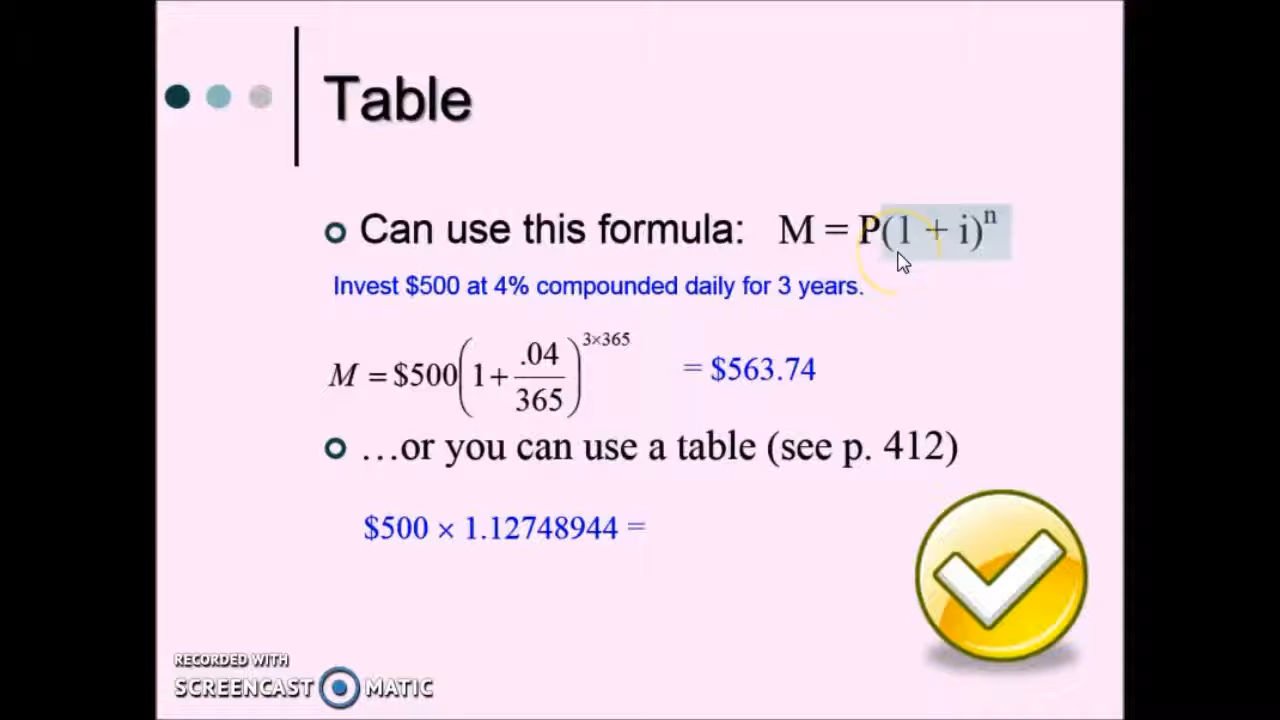 Table
Can use this formula: M = P(1 + i)ⁿ
Invest $500 at 4% compounded daily for 3 years.
M = $500(1 + .04/365)^3×365 = $563.74
…or you can use a table (see p. 412)
$500 × 1.12748944 =
RECORDED WITH
SCREENCAST MATIC